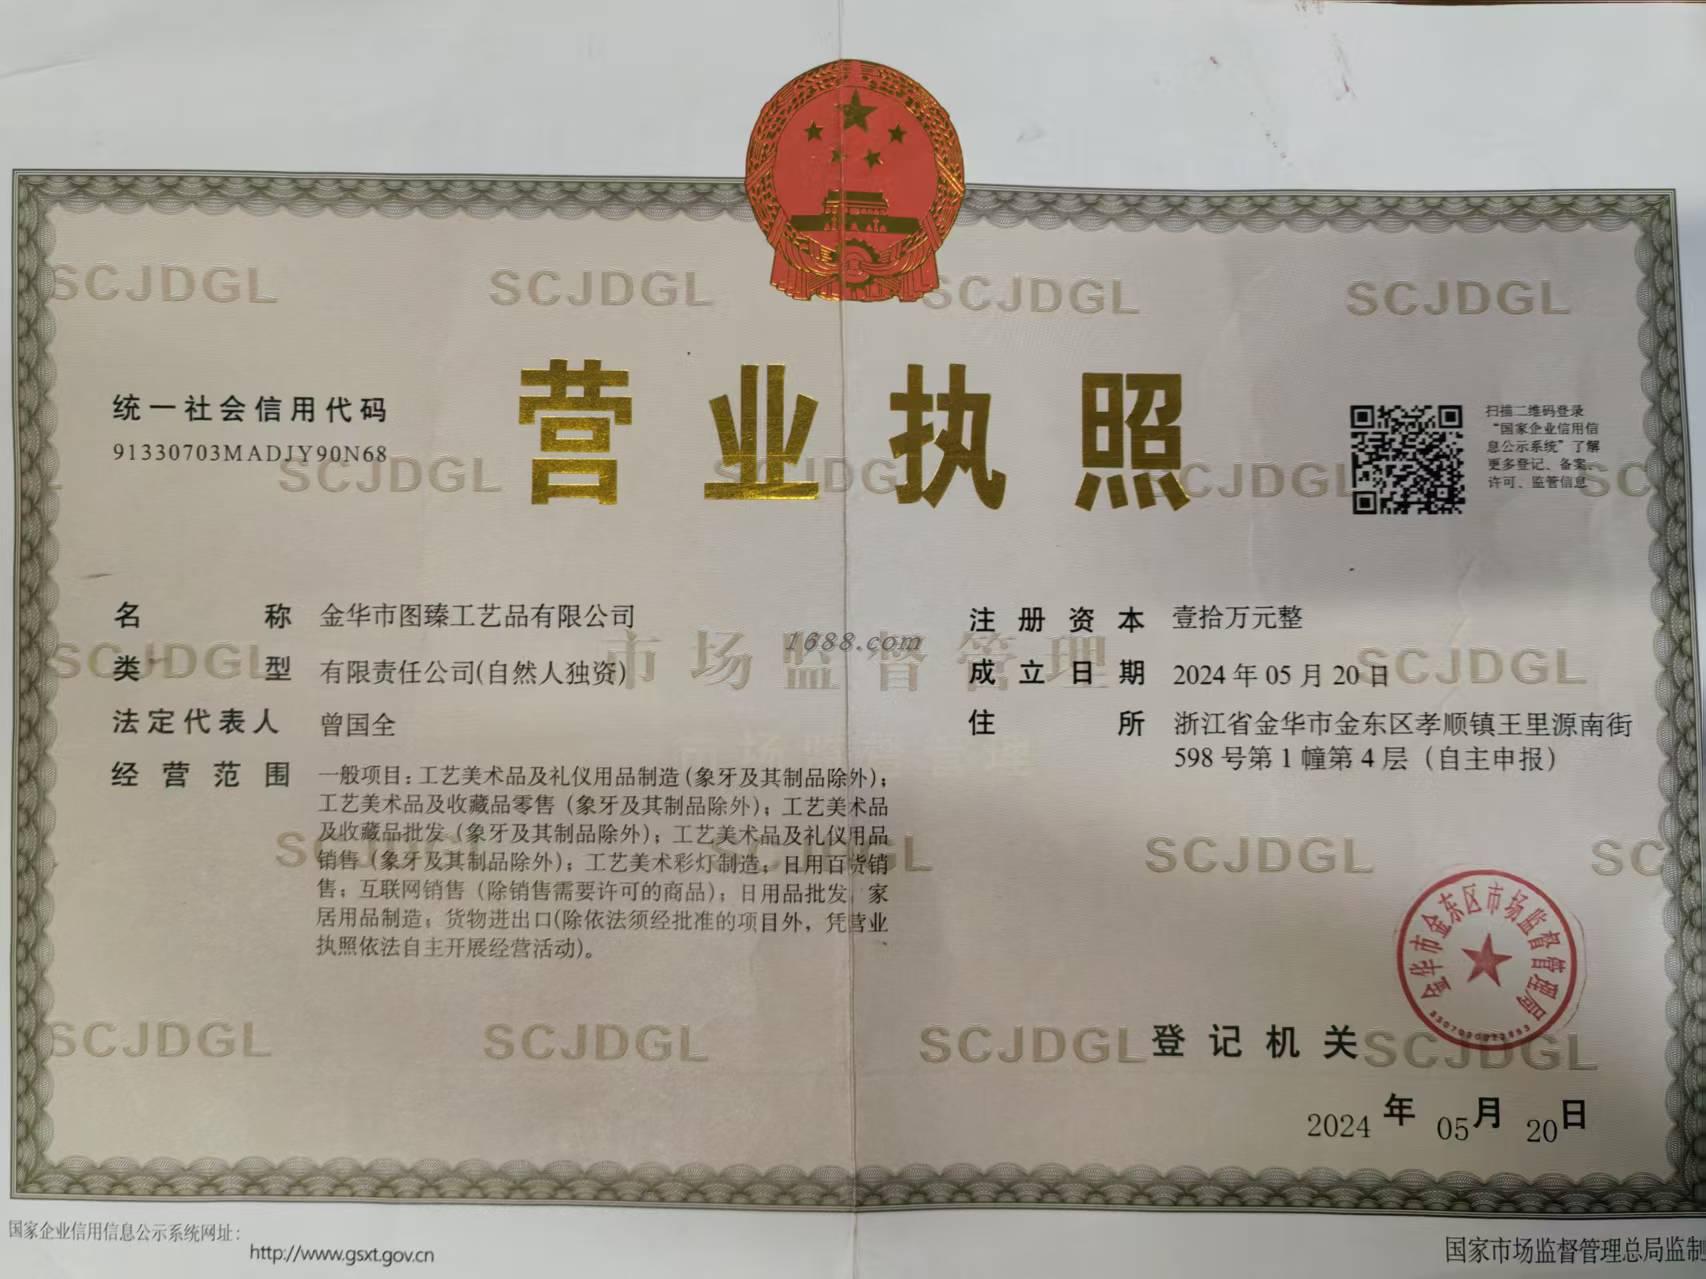 SCJDGL SCJDGL SCJDGL SCJDGL
营业执照
统一社会信用代码
91330703MADJY90N68
扫描二维码登录
“国家企业信用信
息公示系统”了解
更多登记、备案、
许可、监管信息
SCJDGL SCJDGL SCJDGL SC
名称 金华市图臻工艺品有限公司
类型 有限责任公司(自然人独资)
法定代表人 曾国全
经营范围 一般项目：工艺美术品及礼仪用品制造（象牙及其制品除外）；
工艺美术品及收藏品零售（象牙及其制品除外）；工艺美术品
及收藏品批发（象牙及其制品除外）；工艺美术品及礼仪用品
销售（象牙及其制品除外）；工艺美术彩灯制造；日用百货销
售；互联网销售（除销售需要许可的商品）；日用品批发；家
居用品制造；货物进出口(除依法须经批准的项目外，凭营业
执照依法自主开展经营活动)。
注册资本 壹拾万元整
成立日期 2024年05月20日
住所 浙江省金华市金东区孝顺镇王里源南街
598号第1幢第4层（自主申报）
1688.com
市场监督管理
市场监督管理
SCJDGL SCJDGL
SCJDGL SCJDGL SC
金华市金东区市场监督管理局
SCJDGL SCJDGL SCJDGL SCJDGL
登记机关
2024年05月20日
国家企业信用信息公示系统网址：
http://www.gsxt.gov.cn
国家市场监督管理总局监制